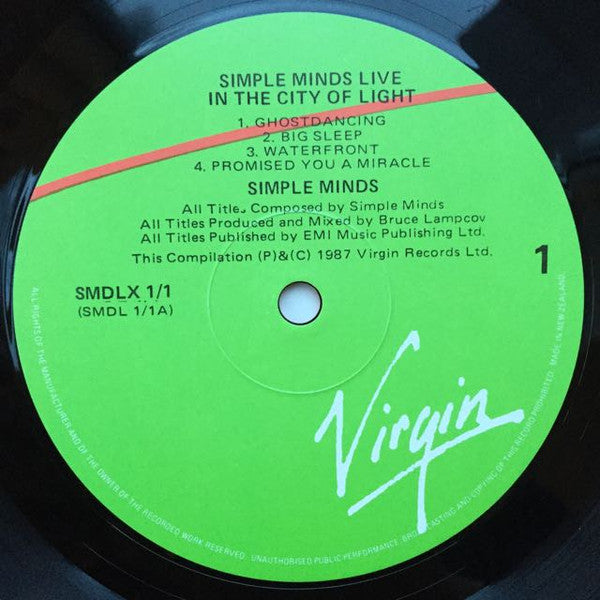 SIMPLE MINDS LIVE
IN THE CITY OF LIGHT
1. GHOSTDANCING
2. BIG SLEEP
3. WATERFRONT
4. PROMISED YOU A MIRACLE
SIMPLE MINDS
All Titles Composed by Simple Minds
All Titles Produced and Mixed by Bruce Lampcov
All Titles Published by EMI Music Publishing Ltd.
This Compilation (P)&(C) 1987 Virgin Records Ltd.
1
SMDLX 1/1
(SMDL 1/1A)
Virgin
ALL RIGHTS OF THE MANUFACTURER AND OF THE OWNER OF THE RECORDED WORK RESERVED. UNAUTHORISED PUBLIC PERFORMANCE, BROADCASTING AND COPYING OF THIS RECORD PROHIBITED. MADE IN NEW ZEALAND.